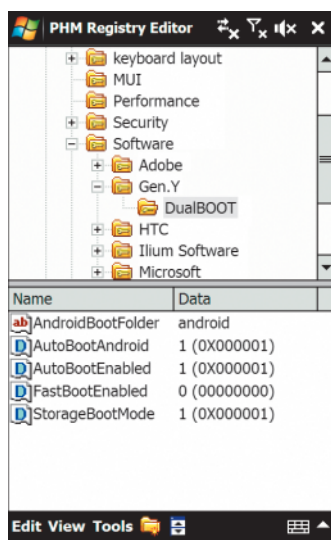 PHM Registry Editor
keyboard layout
MUI
Performance
Security
Software
Adobe
Gen.Y
DualBOOT
HTC
Ilium Software
Microsoft
Name Data
ab AndroidBootFolder android
D AutoBootAndroid 1 (0X000001)
D AutoBootEnabled 1 (0X000001)
D FastBootEnabled 0 (00000000)
D StorageBootMode 1 (0X000001)
Edit View Tools